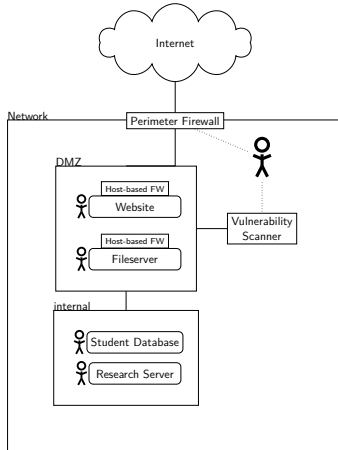 Internet
Network
Perimeter Firewall
DMZ
Host-based FW
Website
Host-based FW
Fileserver
Vulnerability
Scanner
internal
Student Database
Research Server